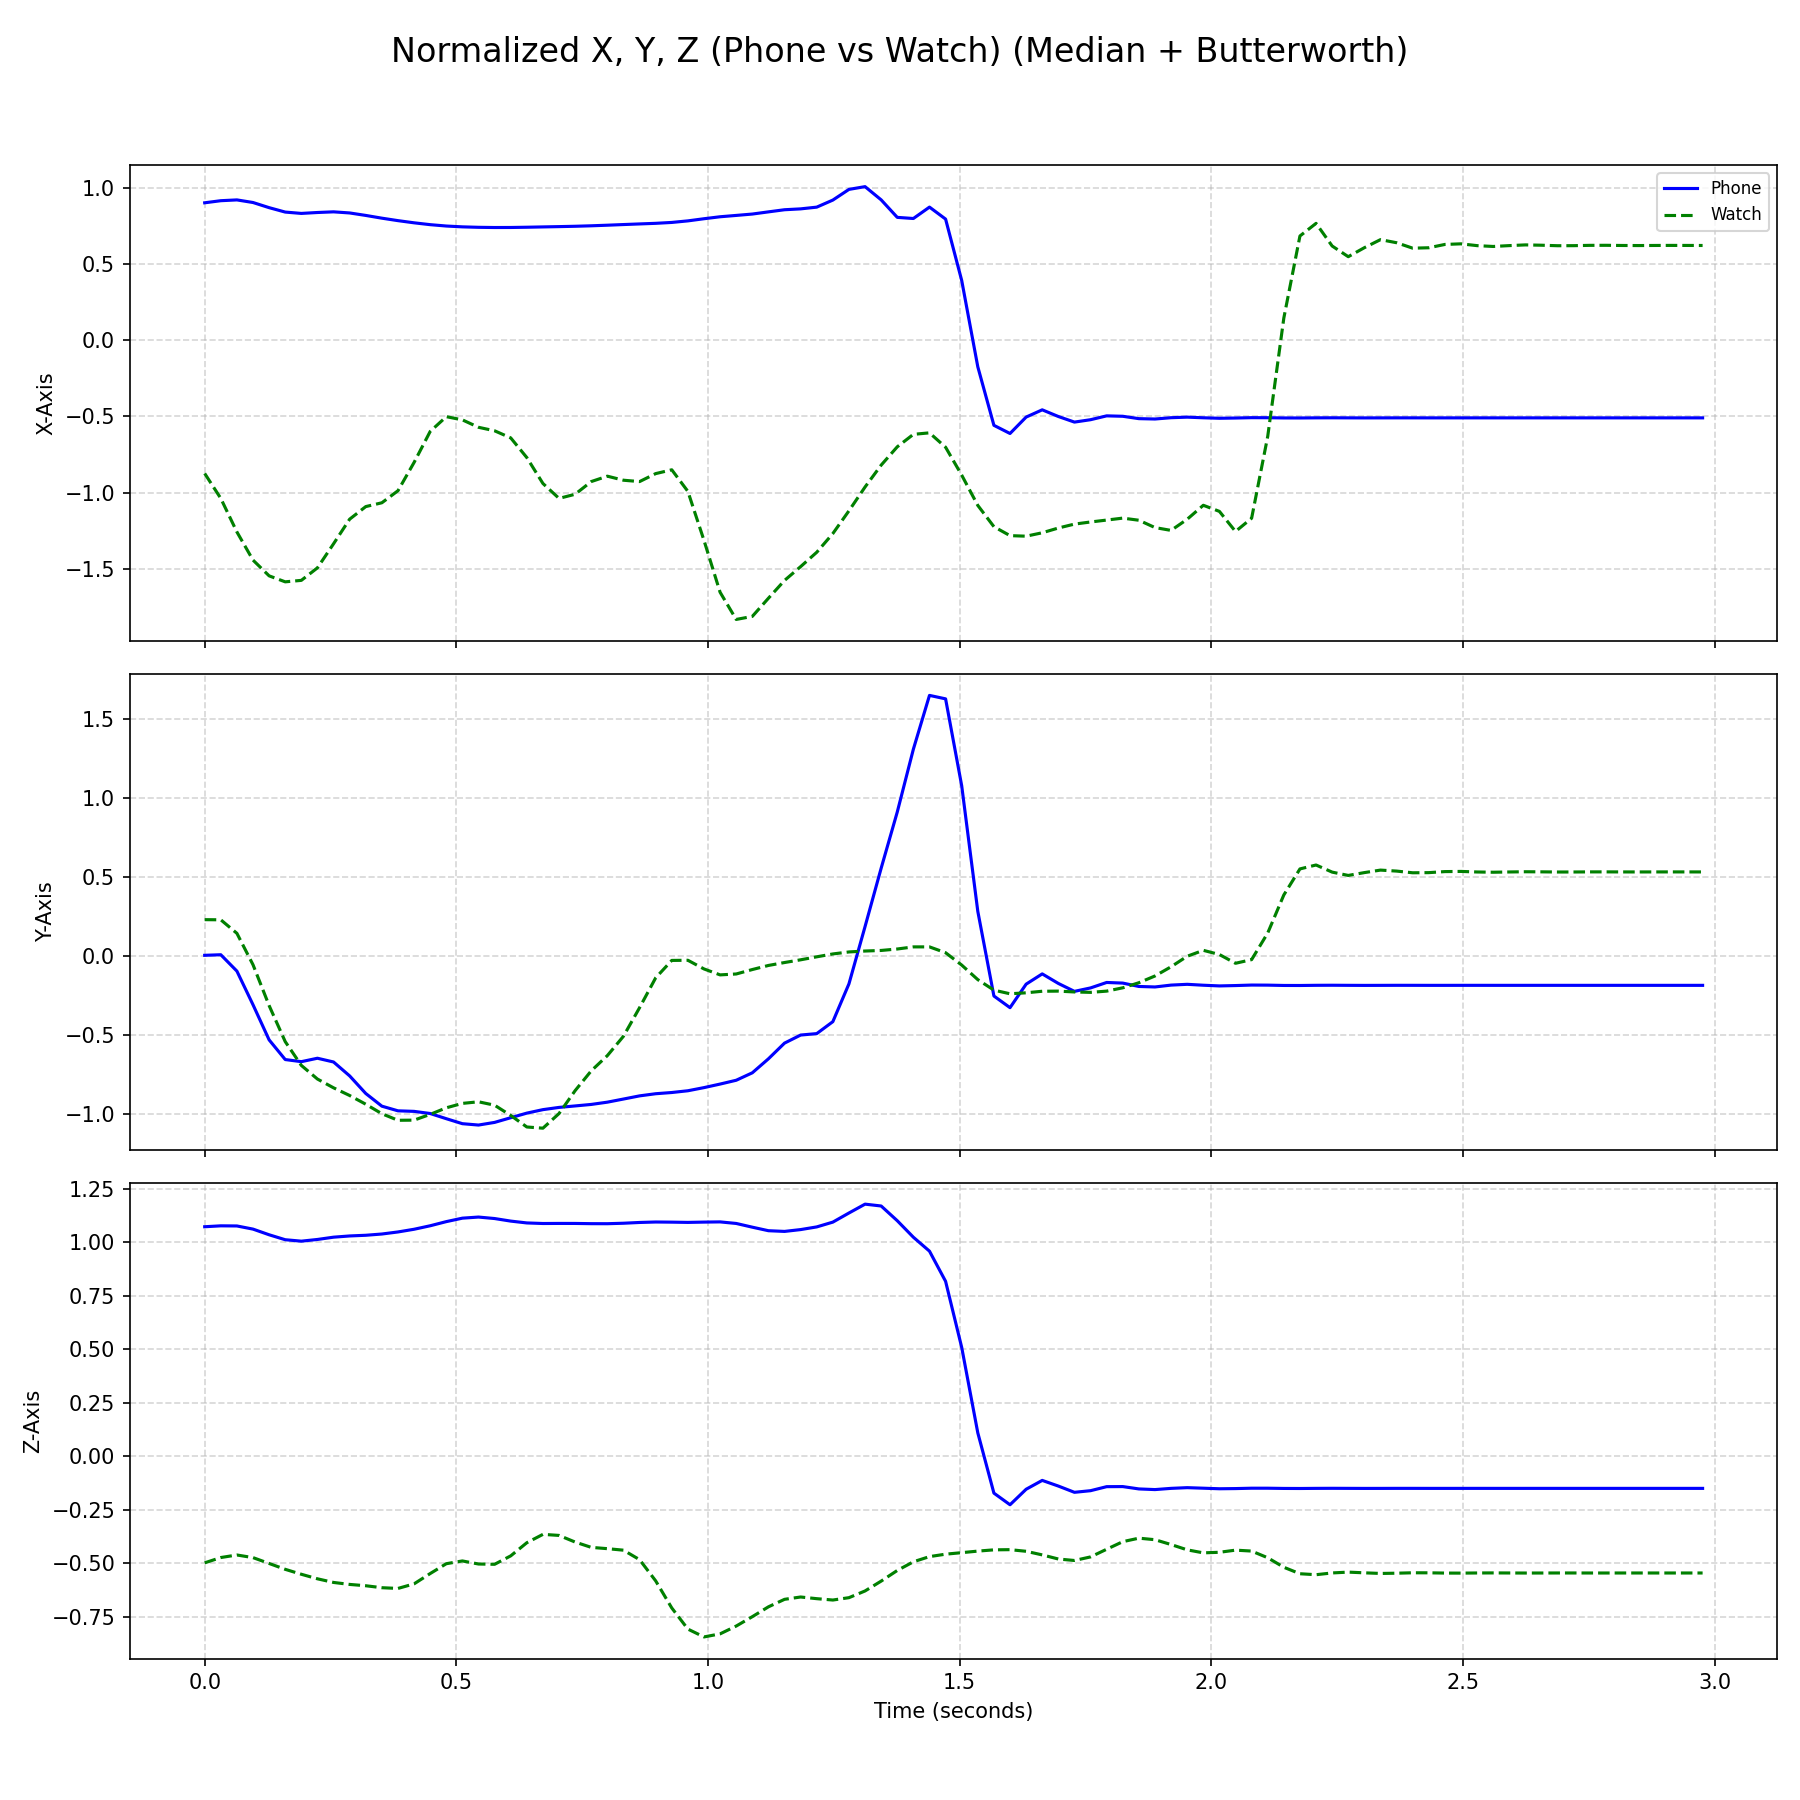 Normalized X, Y, Z (Phone vs Watch) (Median + Butterworth)
Phone
Watch
1.0
0.5
0.0
−0.5
−1.0
−1.5
X-Axis
1.5
1.0
0.5
0.0
−0.5
−1.0
Y-Axis
1.25
1.00
0.75
0.50
0.25
0.00
−0.25
−0.50
−0.75
Z-Axis
0.0 0.5 1.0 1.5 2.0 2.5 3.0
Time (seconds)